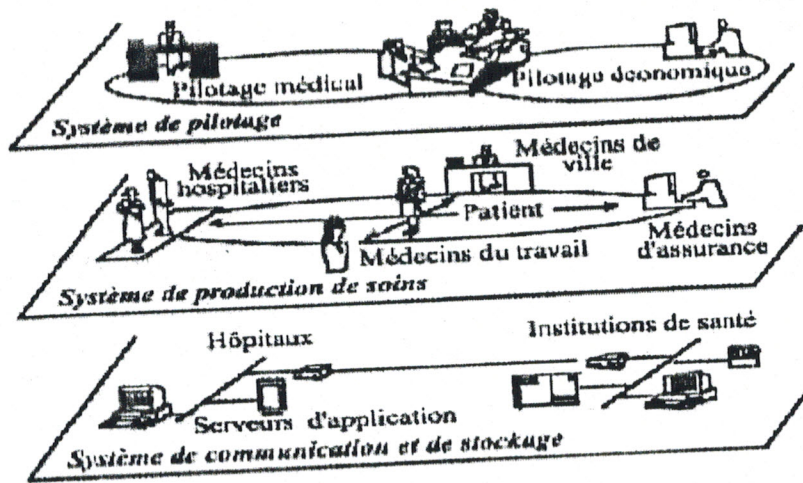 Pilotage médical
Pilotage économique
Système de pilotage
Médecins
hospitaliers
Médecins de
ville
Patient
Médecins du travail
Médecins
d'assurance
Système de production de soins
Hôpitaux
Institutions de santé
Serveurs d'application
Système de communication et de stockage